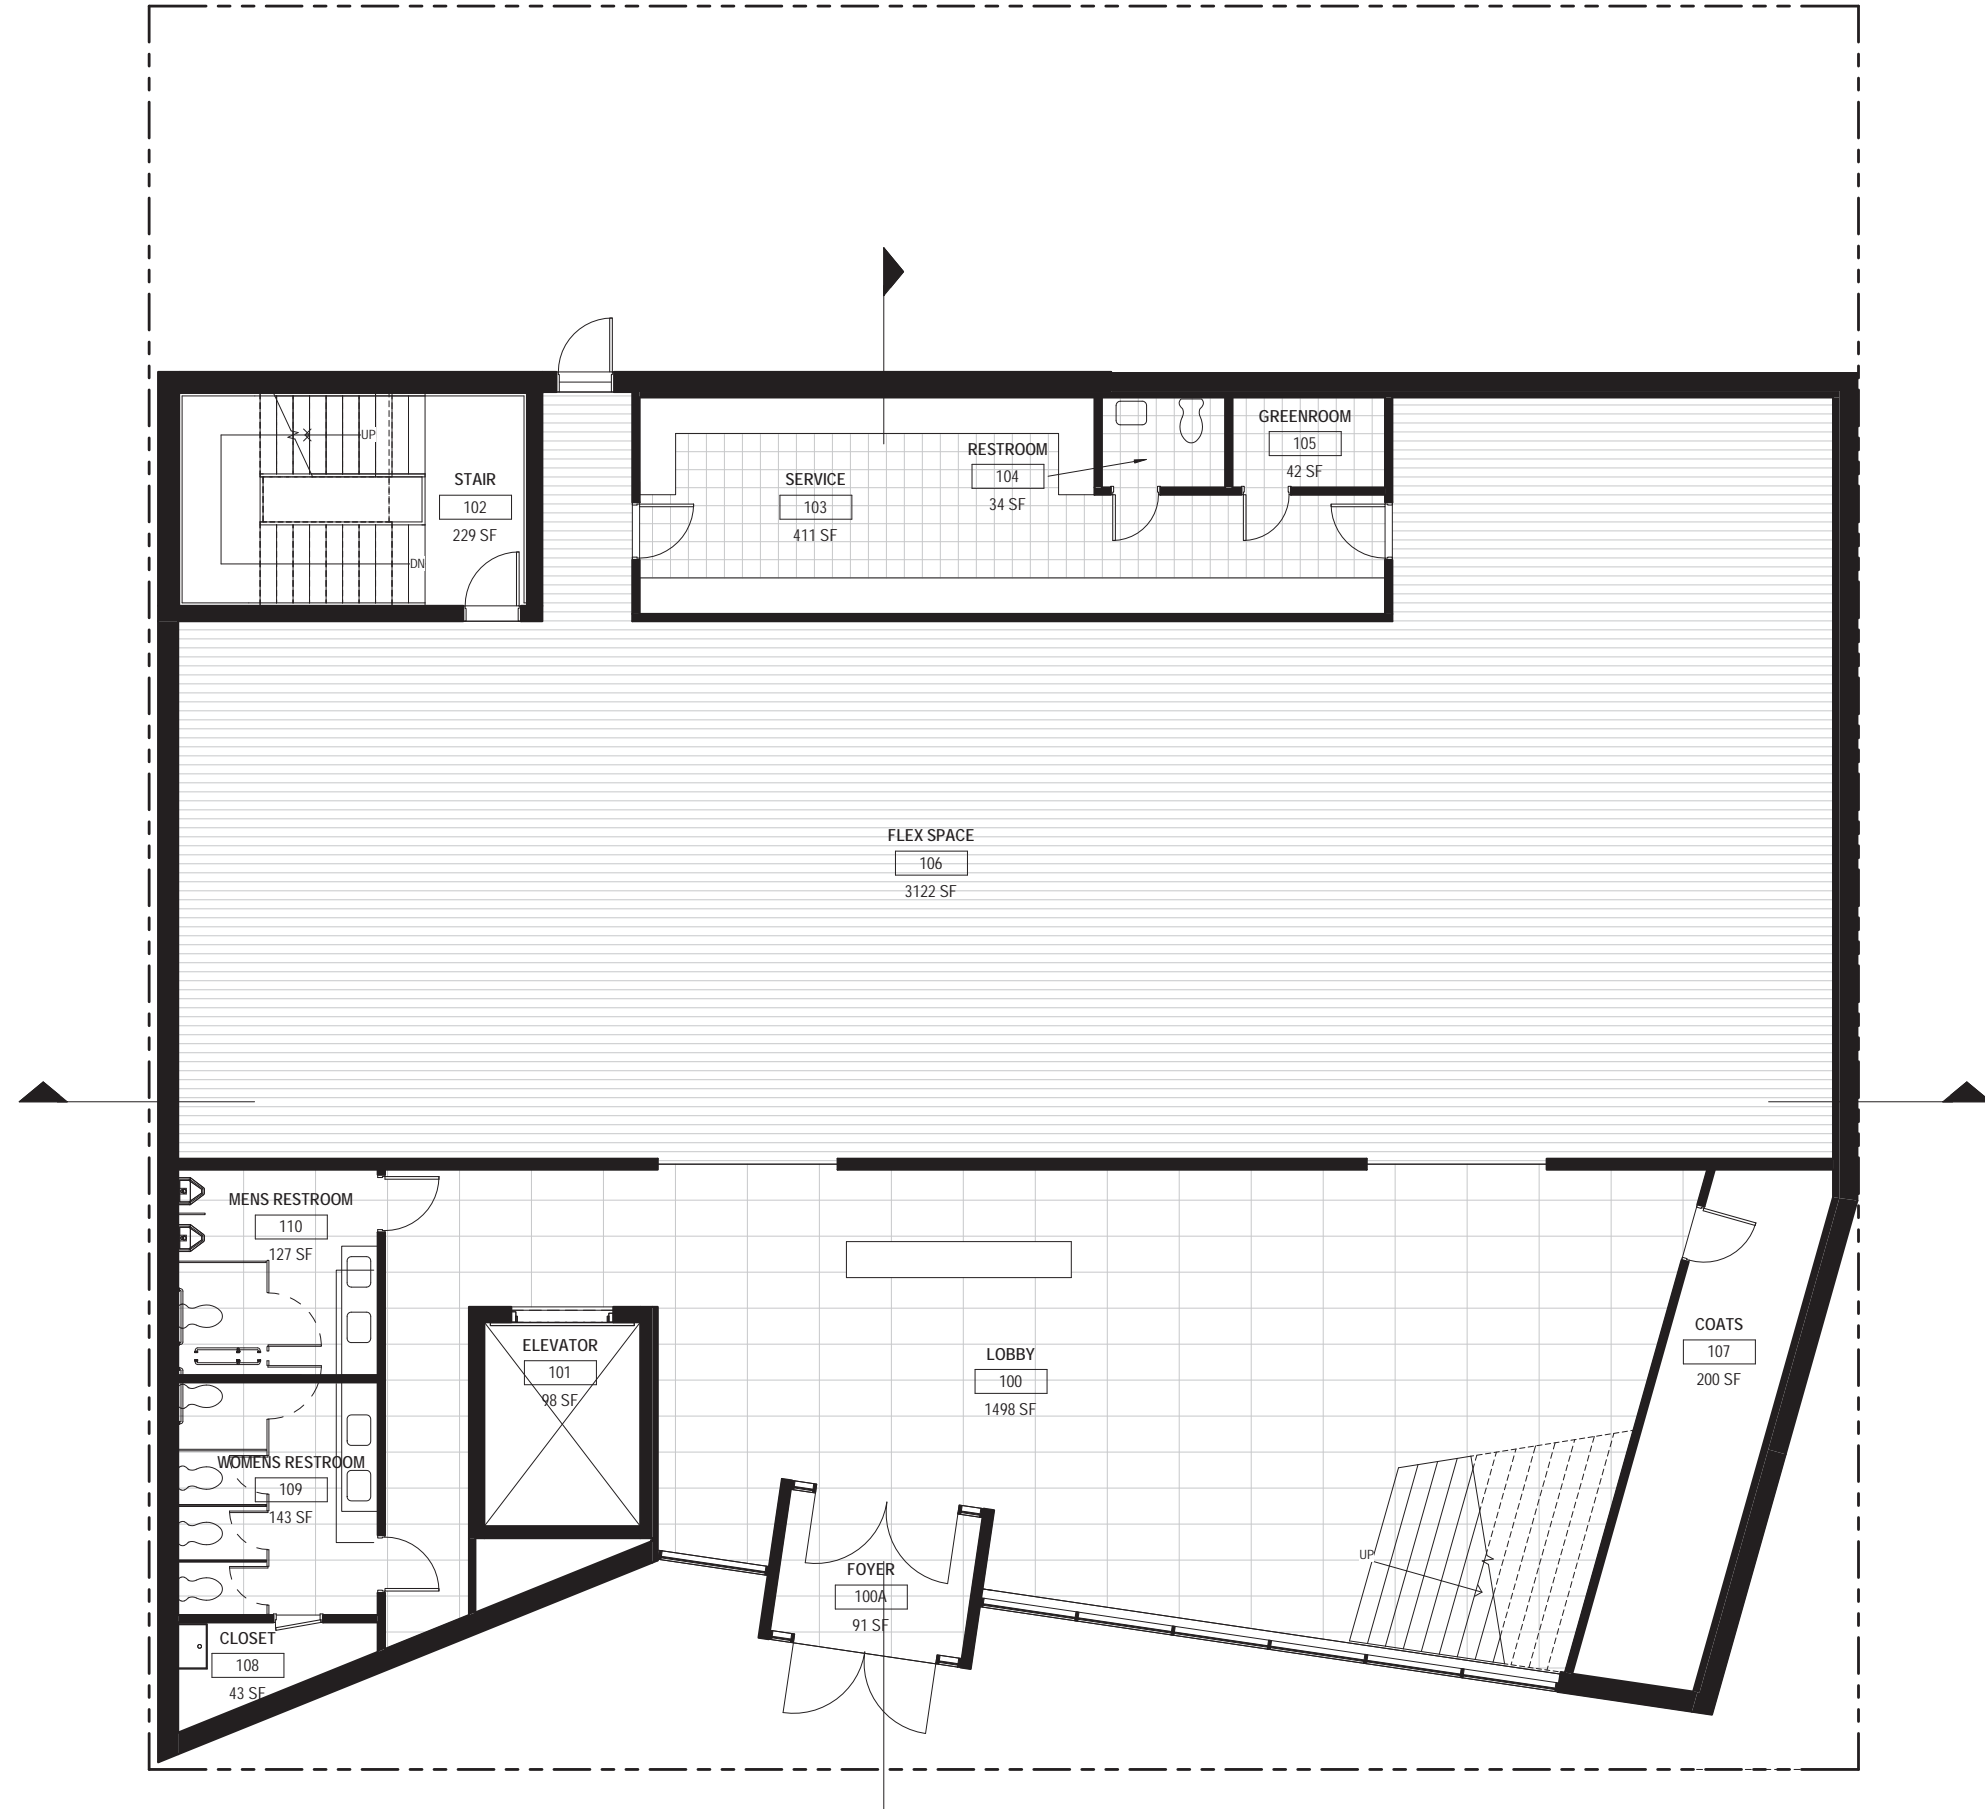 UP
STAIR
102
229 SF
DN
SERVICE
103
411 SF
RESTROOM
104
34 SF
GREENROOM
105
42 SF
FLEX SPACE
106
3122 SF
MENS RESTROOM
110
127 SF
ELEVATOR
101
98 SF
LOBBY
100
1498 SF
COATS
107
200 SF
WOMENS RESTROOM
109
143 SF
UP
FOYER
100A
91 SF
CLOSET
108
43 SF